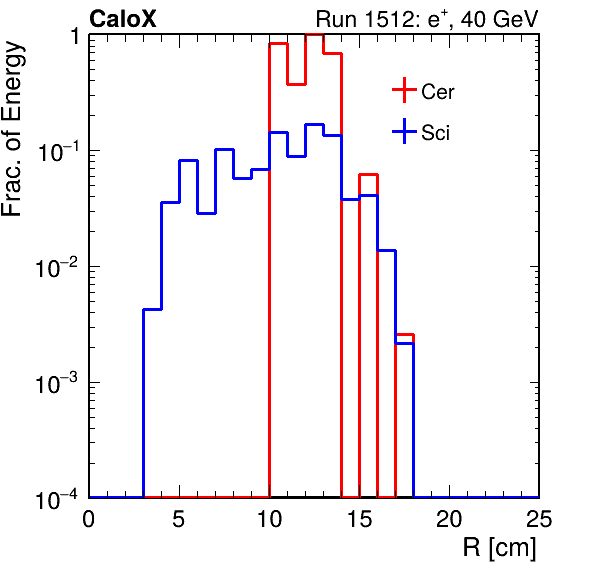 CaloX Run 1512: e⁺, 40 GeV
Frac. of Energy
1
10⁻¹
10⁻²
10⁻³
10⁻⁴
Cer
Sci
0 5 10 15 20 25
R [cm]